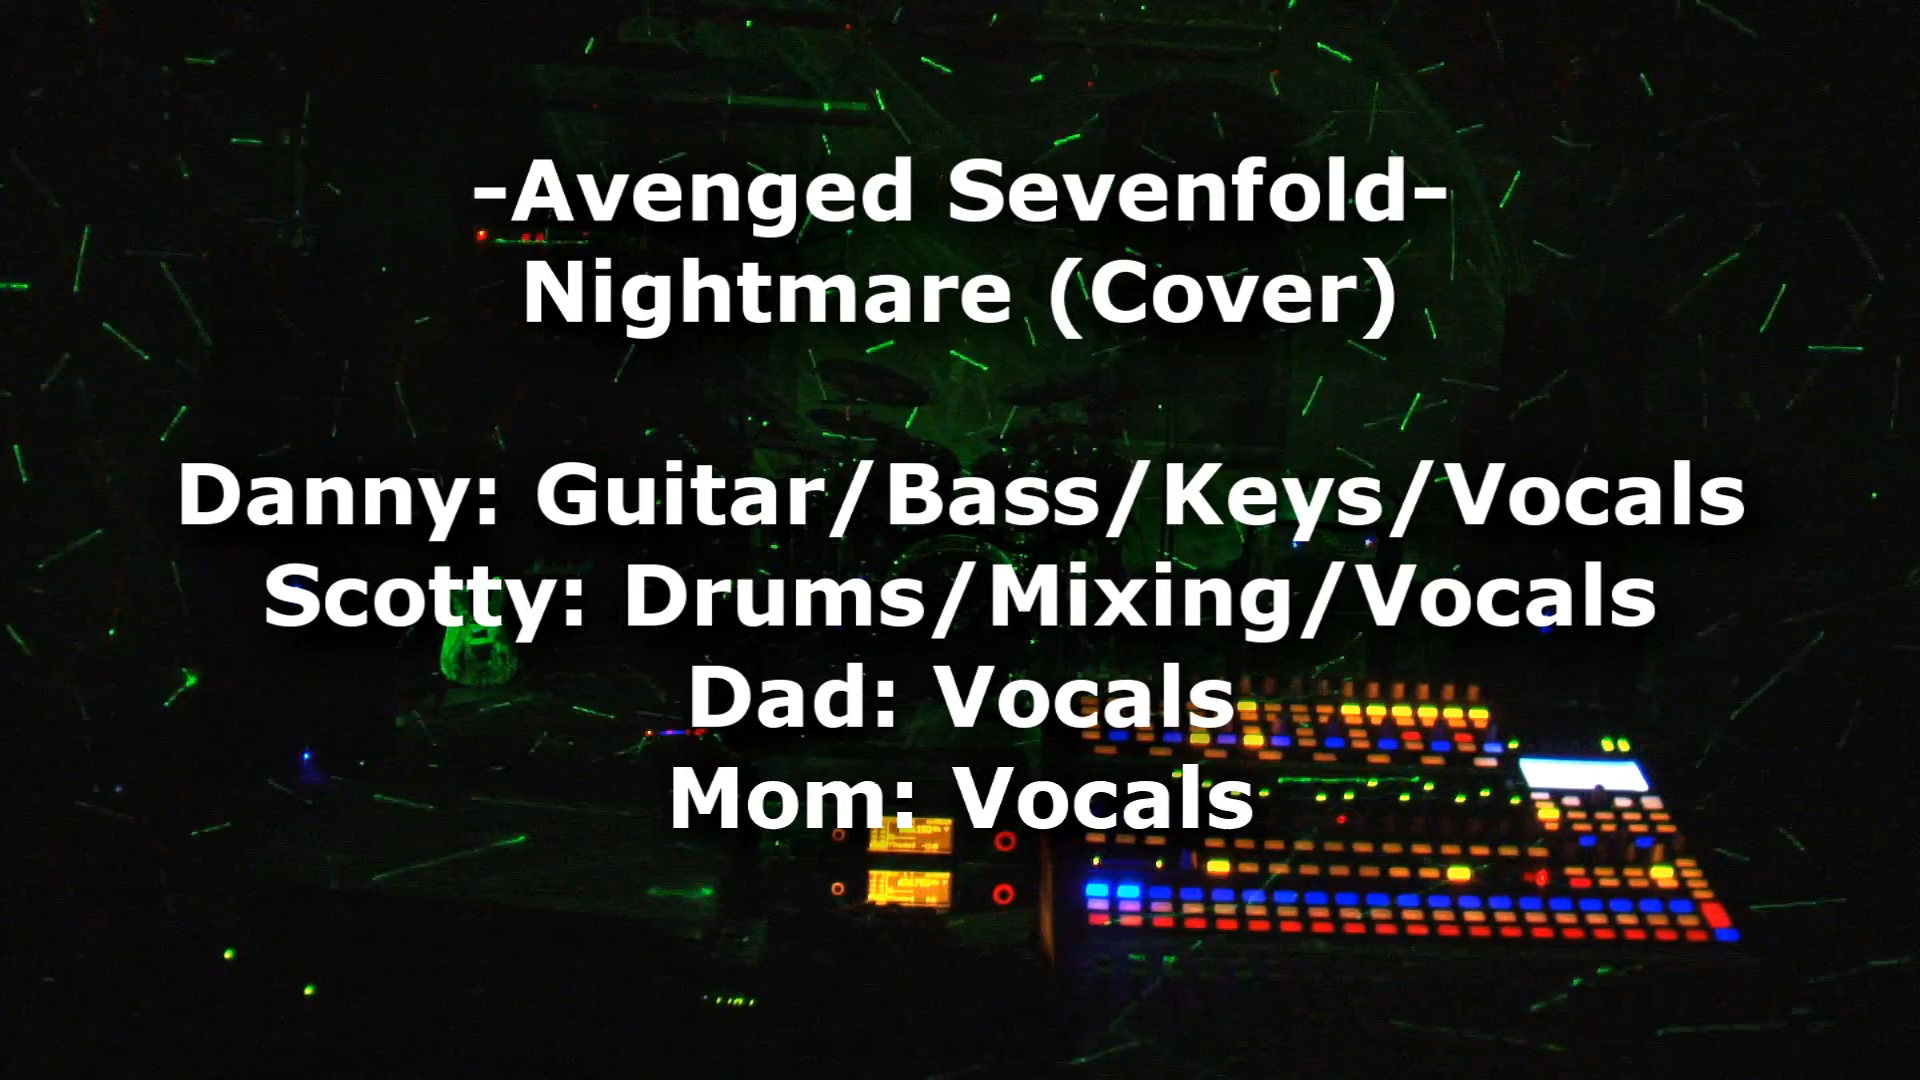 -Avenged Sevenfold-
Nightmare (Cover)
Danny: Guitar/Bass/Keys/Vocals
Scotty: Drums/Mixing/Vocals
Dad: Vocals
Mom: Vocals